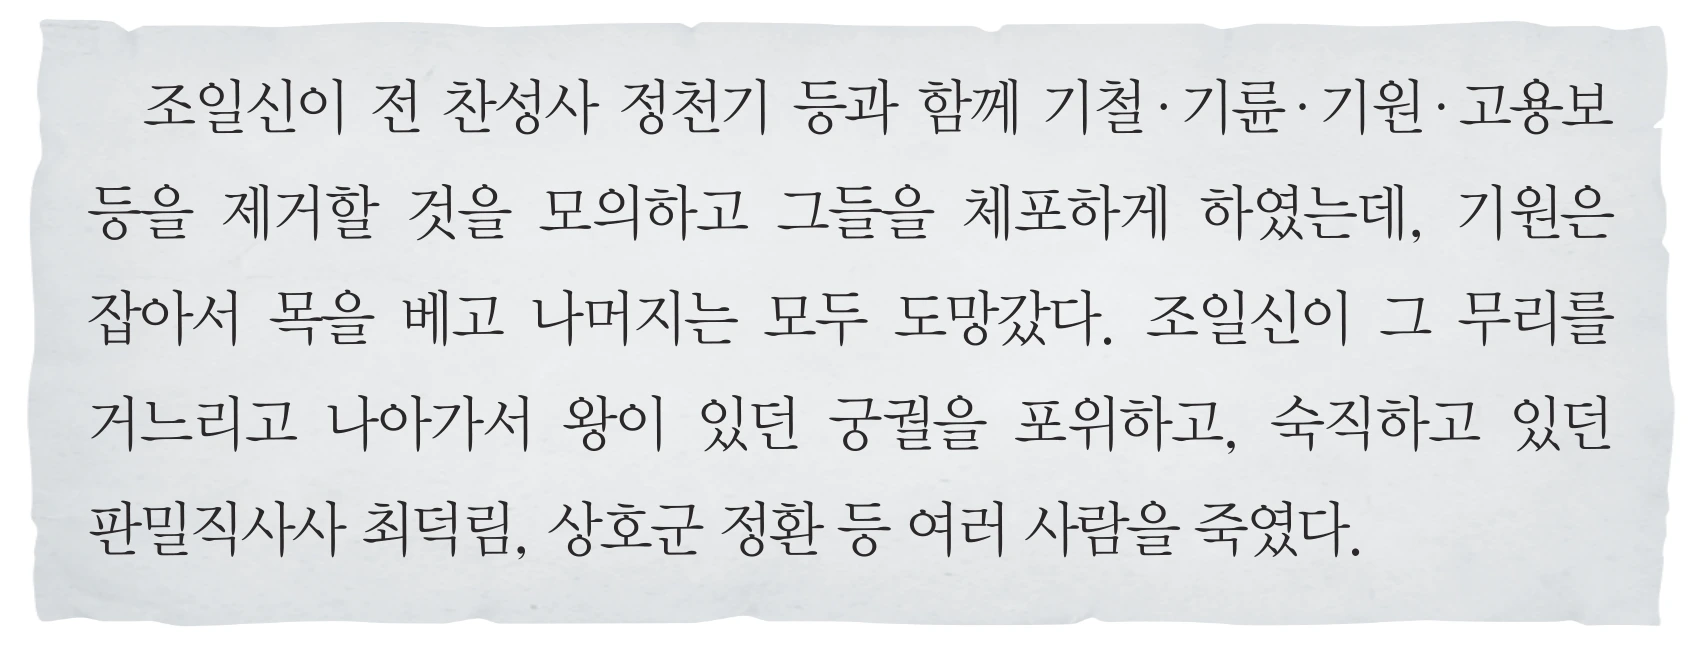 조일신이 전 찬성사 정천기 등과 함께 기철·기륜·기원·고용보
등을 제거할 것을 모의하고 그들을 체포하게 하였는데, 기원은
잡아서 목을 베고 나머지는 모두 도망갔다. 조일신이 그 무리를
거느리고 나아가서 왕이 있던 궁궐을 포위하고, 숙직하고 있던
판밀직사사 최덕림, 상호군 정환 등 여러 사람을 죽였다.